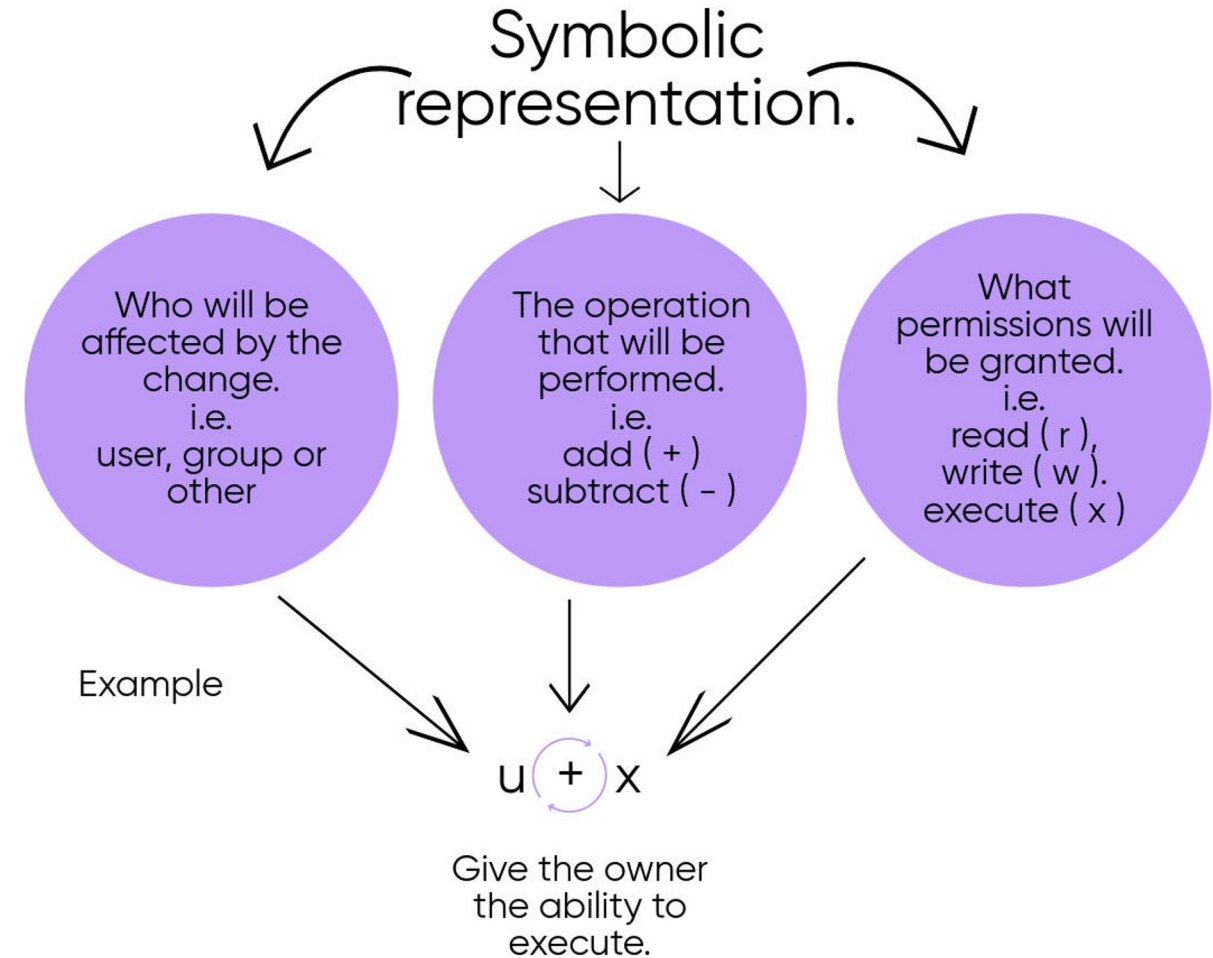 Symbolic
representation.
Who will be
affected by the
change.
i.e.
user, group or
other
The operation
that will be
performed.
i.e.
add ( + )
subtract ( - )
What
permissions will
be granted.
i.e.
read ( r ),
write ( w ).
execute ( x )
Example
u + x
Give the owner
the ability to
execute.